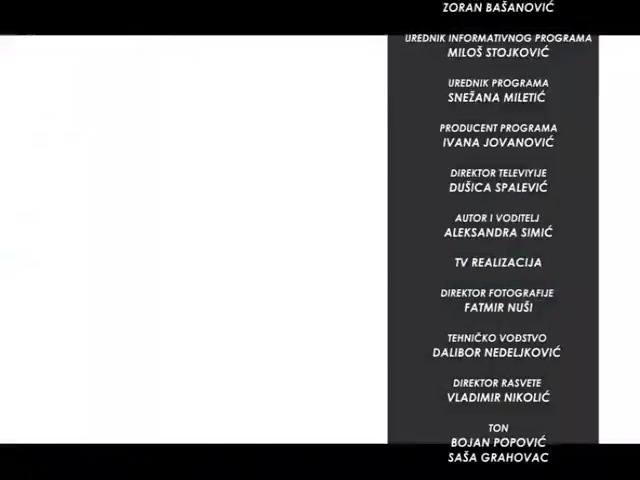 ZORAN BAŠANOVIĆ
UREDNIK INFORMATIVNOG PROGRAMA
MILOŠ STOJKOVIĆ
UREDNIK PROGRAMA
SNEŽANA MILETIĆ
PRODUCENT PROGRAMA
IVANA JOVANOVIĆ
DIREKTOR TELEVIYIJE
DUŠICA SPALEVIĆ
AUTOR I VODITELJ
ALEKSANDRA SIMIĆ
TV REALIZACIJA
DIREKTOR FOTOGRAFIJE
FATMIR NUŠI
TEHNIČKO VOĐSTVO
DALIBOR NEDELJKOVIĆ
DIREKTOR RASVETE
VLADIMIR NIKOLIĆ
TON
BOJAN POPOVIĆ
SAŠA GRAHOVAC